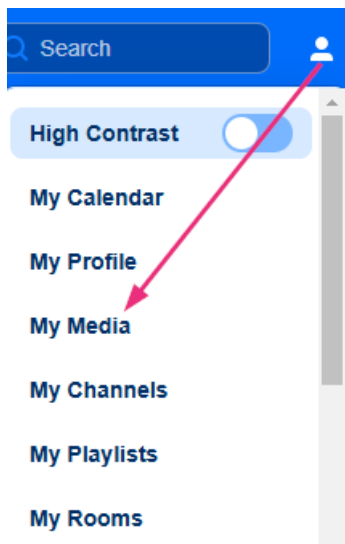 Search
High Contrast
My Calendar
My Profile
My Media
My Channels
My Playlists
My Rooms